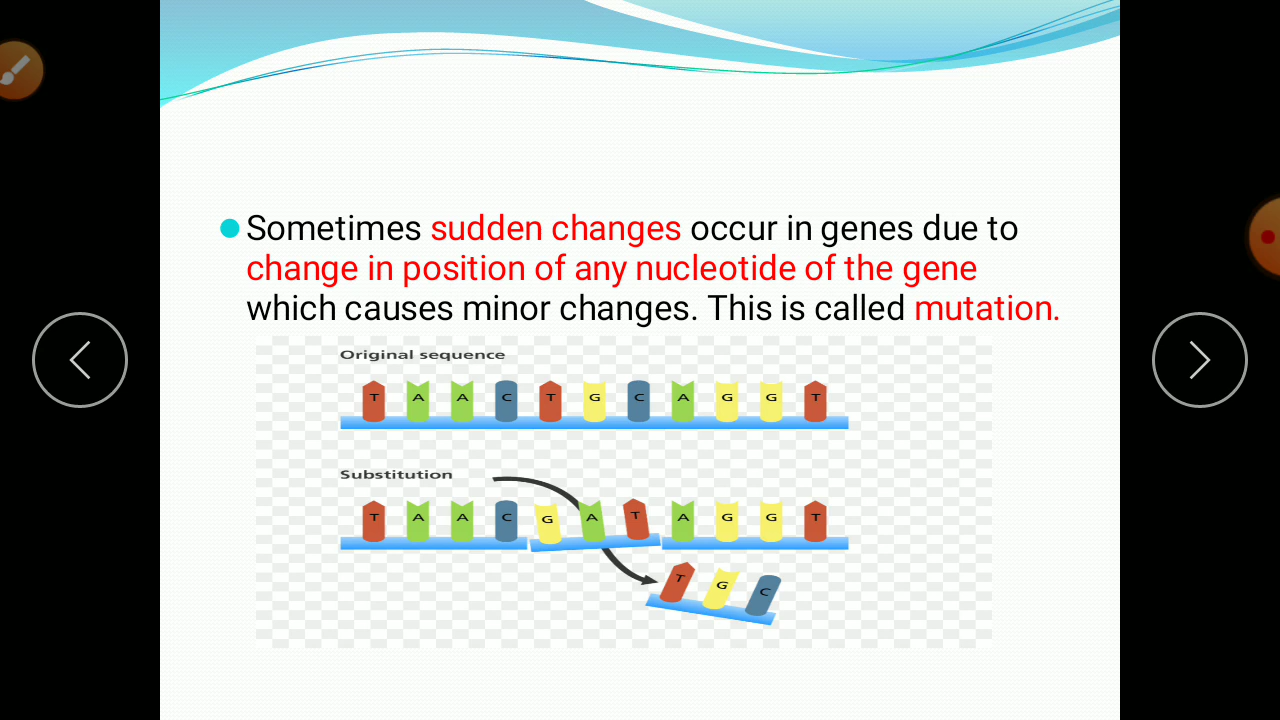 Sometimes sudden changes occur in genes due to
change in position of any nucleotide of the gene
which causes minor changes. This is called mutation.
Original sequence
T A A C T G C A G G T
Substitution
T A A C G A T A G G T
T G C